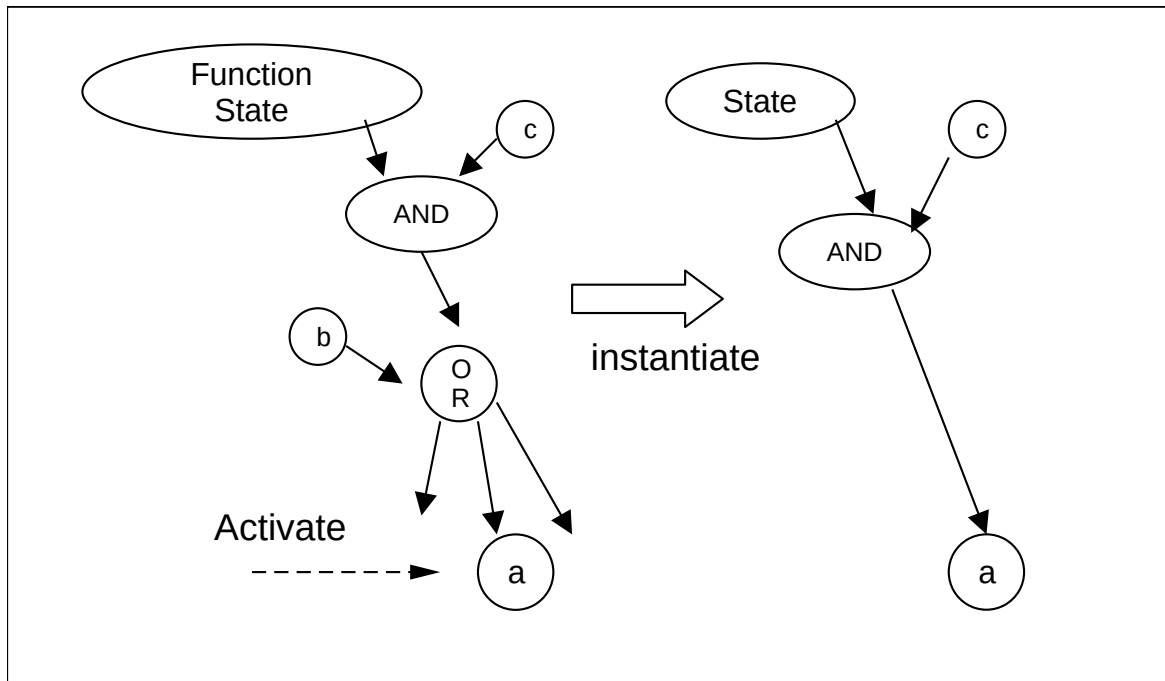 Function
State
c
AND
b
O
R
Activate
a
instantiate
State
c
AND
a